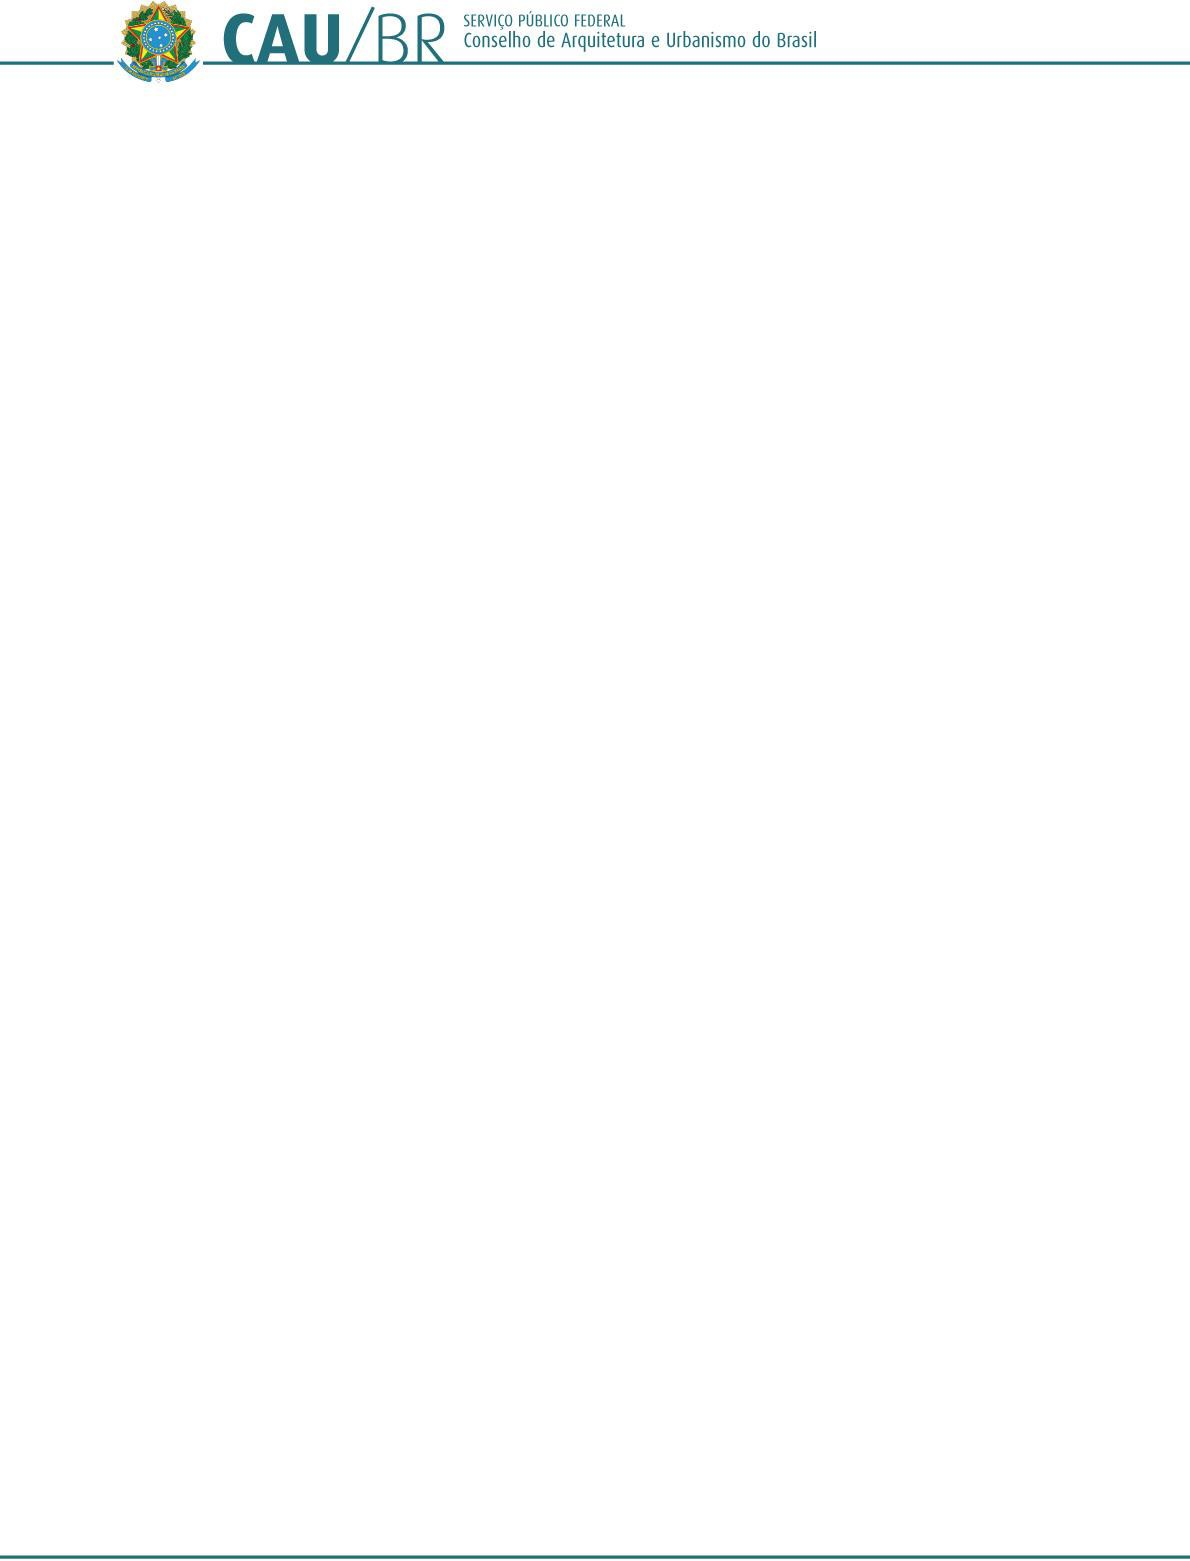 CAU/BR
SERVIÇO PÚBLICO FEDERAL
Conselho de Arquitetura e Urbanismo do Brasil